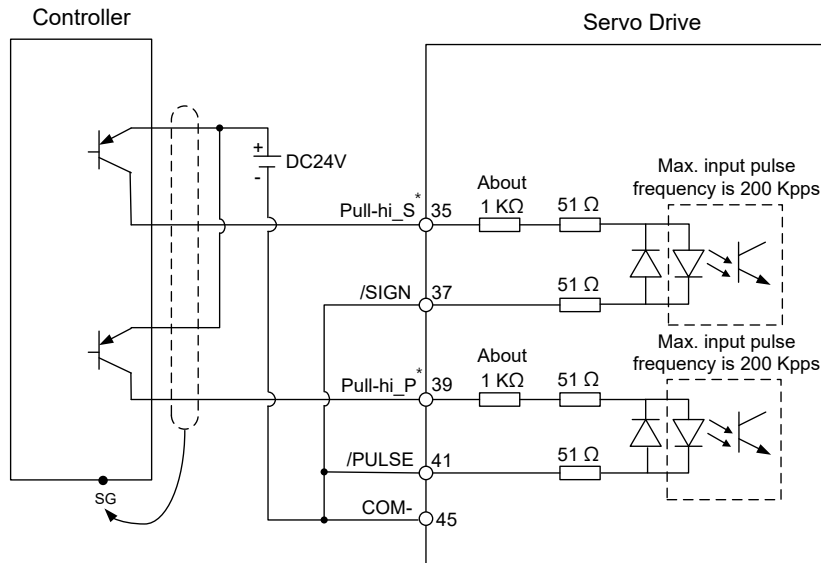 Controller
Servo Drive
+
-
DC24V
Max. input pulse
frequency is 200 Kpps
About
1 KΩ
51 Ω
Pull-hi_S*
35
/SIGN
37
51 Ω
Max. input pulse
frequency is 200 Kpps
About
1 KΩ
51 Ω
Pull-hi_P*
39
/PULSE
41
51 Ω
SG
COM-
45